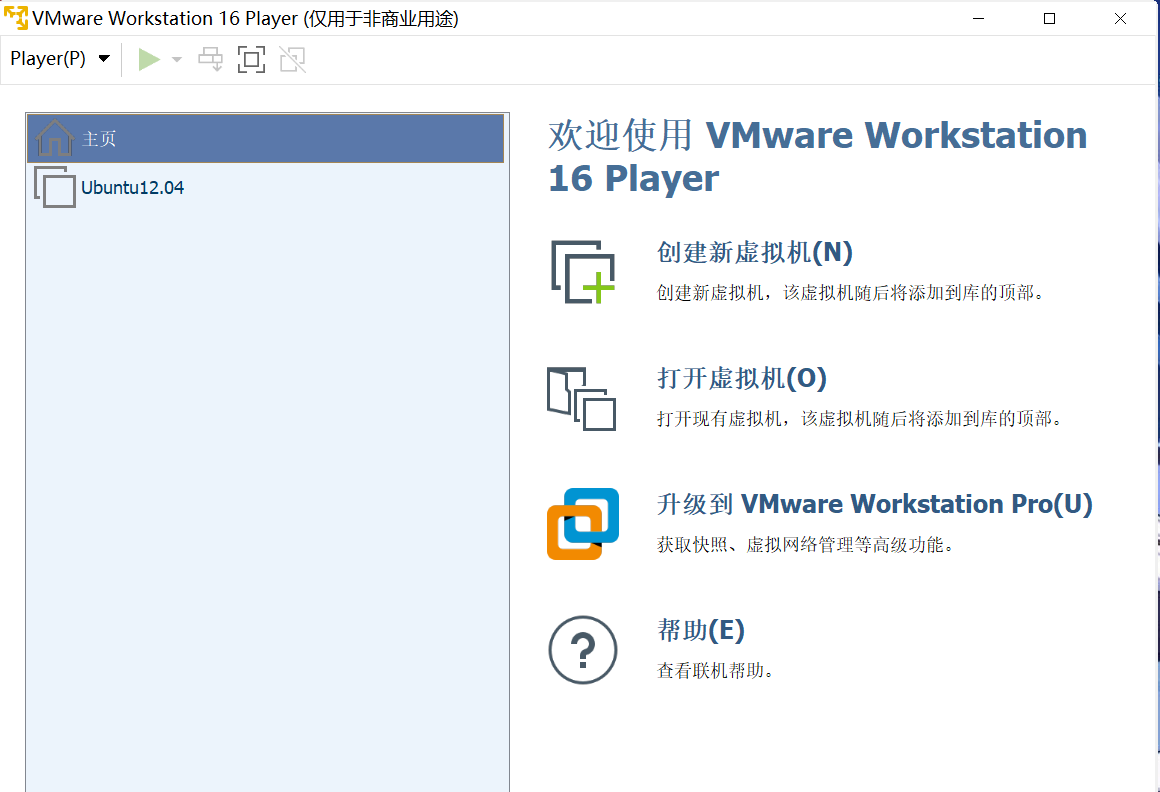 VMware Workstation 16 Player (仅用于非商业用途)
Player(P)
主页
Ubuntu12.04
欢迎使用 VMware Workstation
16 Player
创建新虚拟机(N)
创建新虚拟机，该虚拟机随后将添加到库的顶部。
打开虚拟机(O)
打开现有虚拟机，该虚拟机随后将添加到库的顶部。
升级到 VMware Workstation Pro(U)
获取快照、虚拟网络管理等高级功能。
帮助(E)
查看联机帮助。